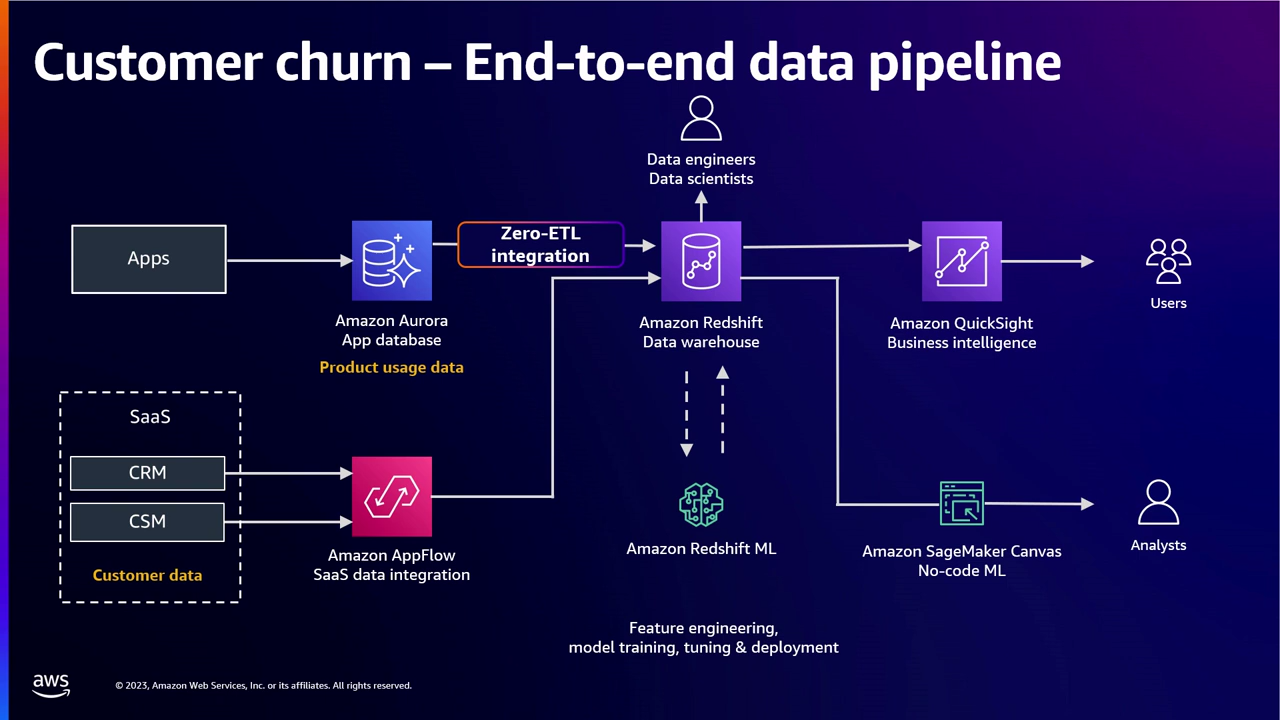 Customer churn – End-to-end data pipeline
Data engineers
Data scientists
Apps
Zero-ETL
integration
Amazon Aurora
App database
Product usage data
Amazon Redshift
Data warehouse
Amazon QuickSight
Business intelligence
Users
SaaS
CRM
CSM
Customer data
Amazon AppFlow
SaaS data integration
Amazon Redshift ML
Amazon SageMaker Canvas
No-code ML
Analysts
Feature engineering,
model training, tuning & deployment
aws
© 2023, Amazon Web Services, Inc. or its affiliates. All rights reserved.